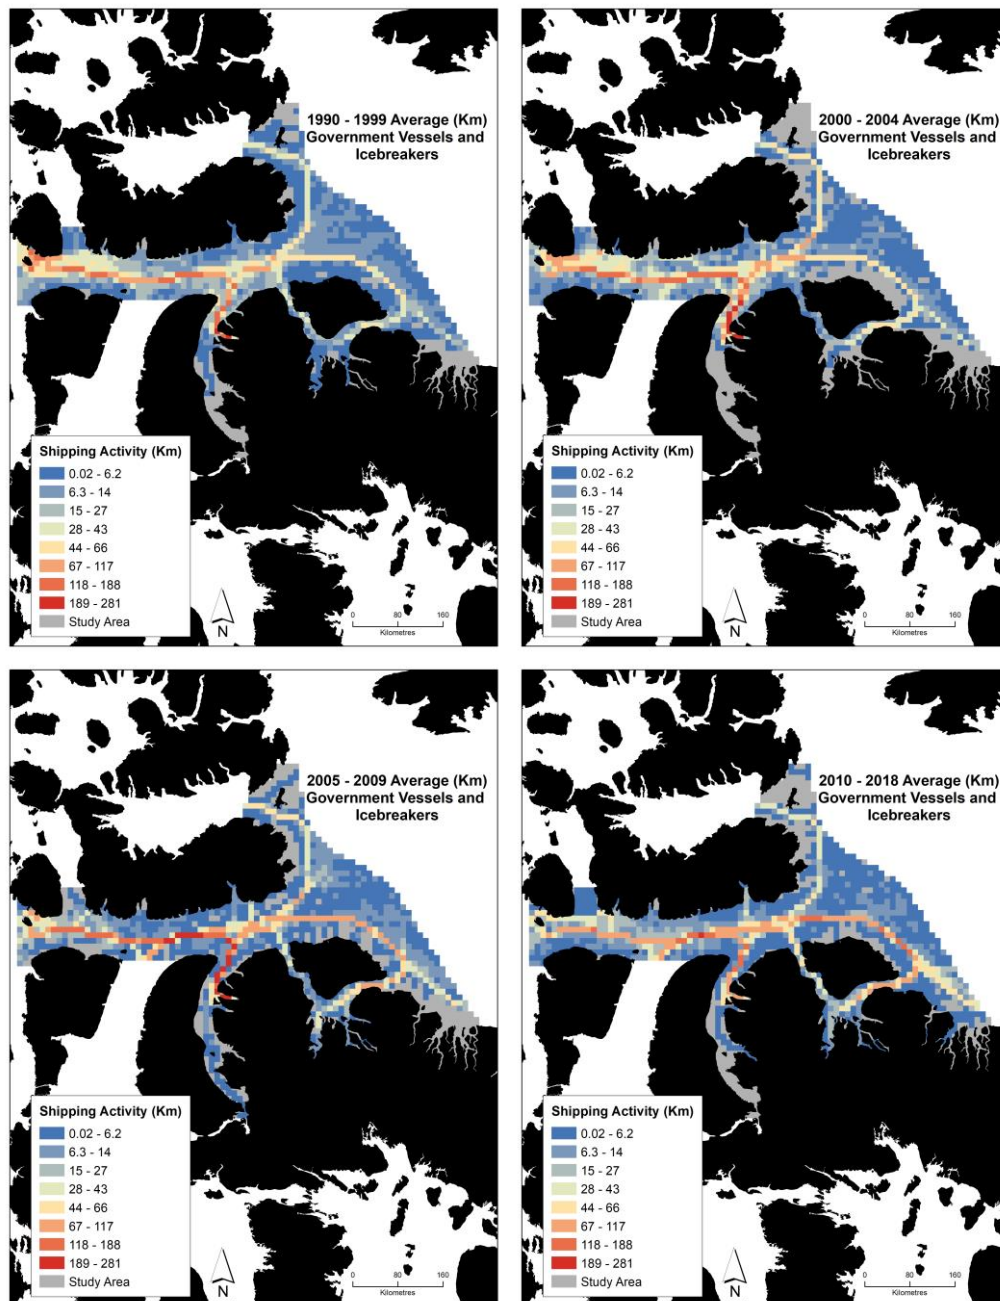 1990 - 1999 Average (Km)
Government Vessels and
Icebreakers
Shipping Activity (Km)
0.02 - 6.2
6.3 - 14
15 - 27
28 - 43
44 - 66
67 - 117
118 - 188
189 - 281
Study Area
N
0 80 160
Kilometres
2000 - 2004 Average (Km)
Government Vessels and
Icebreakers
Shipping Activity (Km)
0.02 - 6.2
6.3 - 14
15 - 27
28 - 43
44 - 66
67 - 117
118 - 188
189 - 281
Study Area
N
0 80 160
Kilometres
2005 - 2009 Average (Km)
Government Vessels and
Icebreakers
Shipping Activity (Km)
0.02 - 6.2
6.3 - 14
15 - 27
28 - 43
44 - 66
67 - 117
118 - 188
189 - 281
Study Area
N
0 80 160
Kilometres
2010 - 2018 Average (Km)
Government Vessels and
Icebreakers
Shipping Activity (Km)
0.02 - 6.2
6.3 - 14
15 - 27
28 - 43
44 - 66
67 - 117
118 - 188
189 - 281
Study Area
N
0 80 160
Kilometres